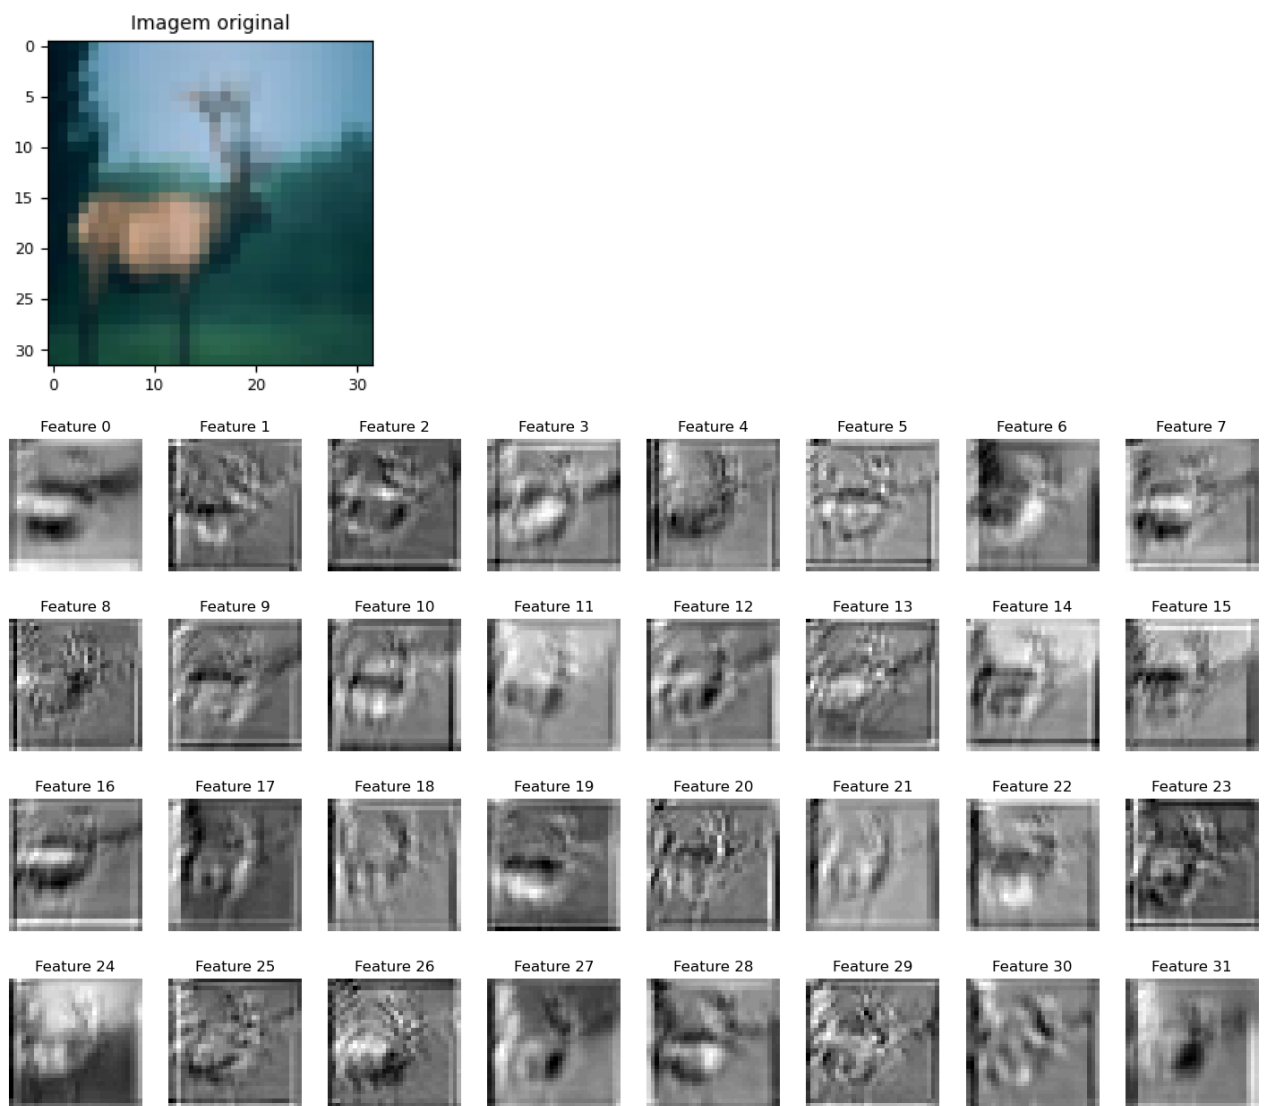 Imagem original
0
5
10
15
20
25
30
0 10 20 30
Feature 0 Feature 1 Feature 2 Feature 3 Feature 4 Feature 5 Feature 6 Feature 7
Feature 8 Feature 9 Feature 10 Feature 11 Feature 12 Feature 13 Feature 14 Feature 15
Feature 16 Feature 17 Feature 18 Feature 19 Feature 20 Feature 21 Feature 22 Feature 23
Feature 24 Feature 25 Feature 26 Feature 27 Feature 28 Feature 29 Feature 30 Feature 31